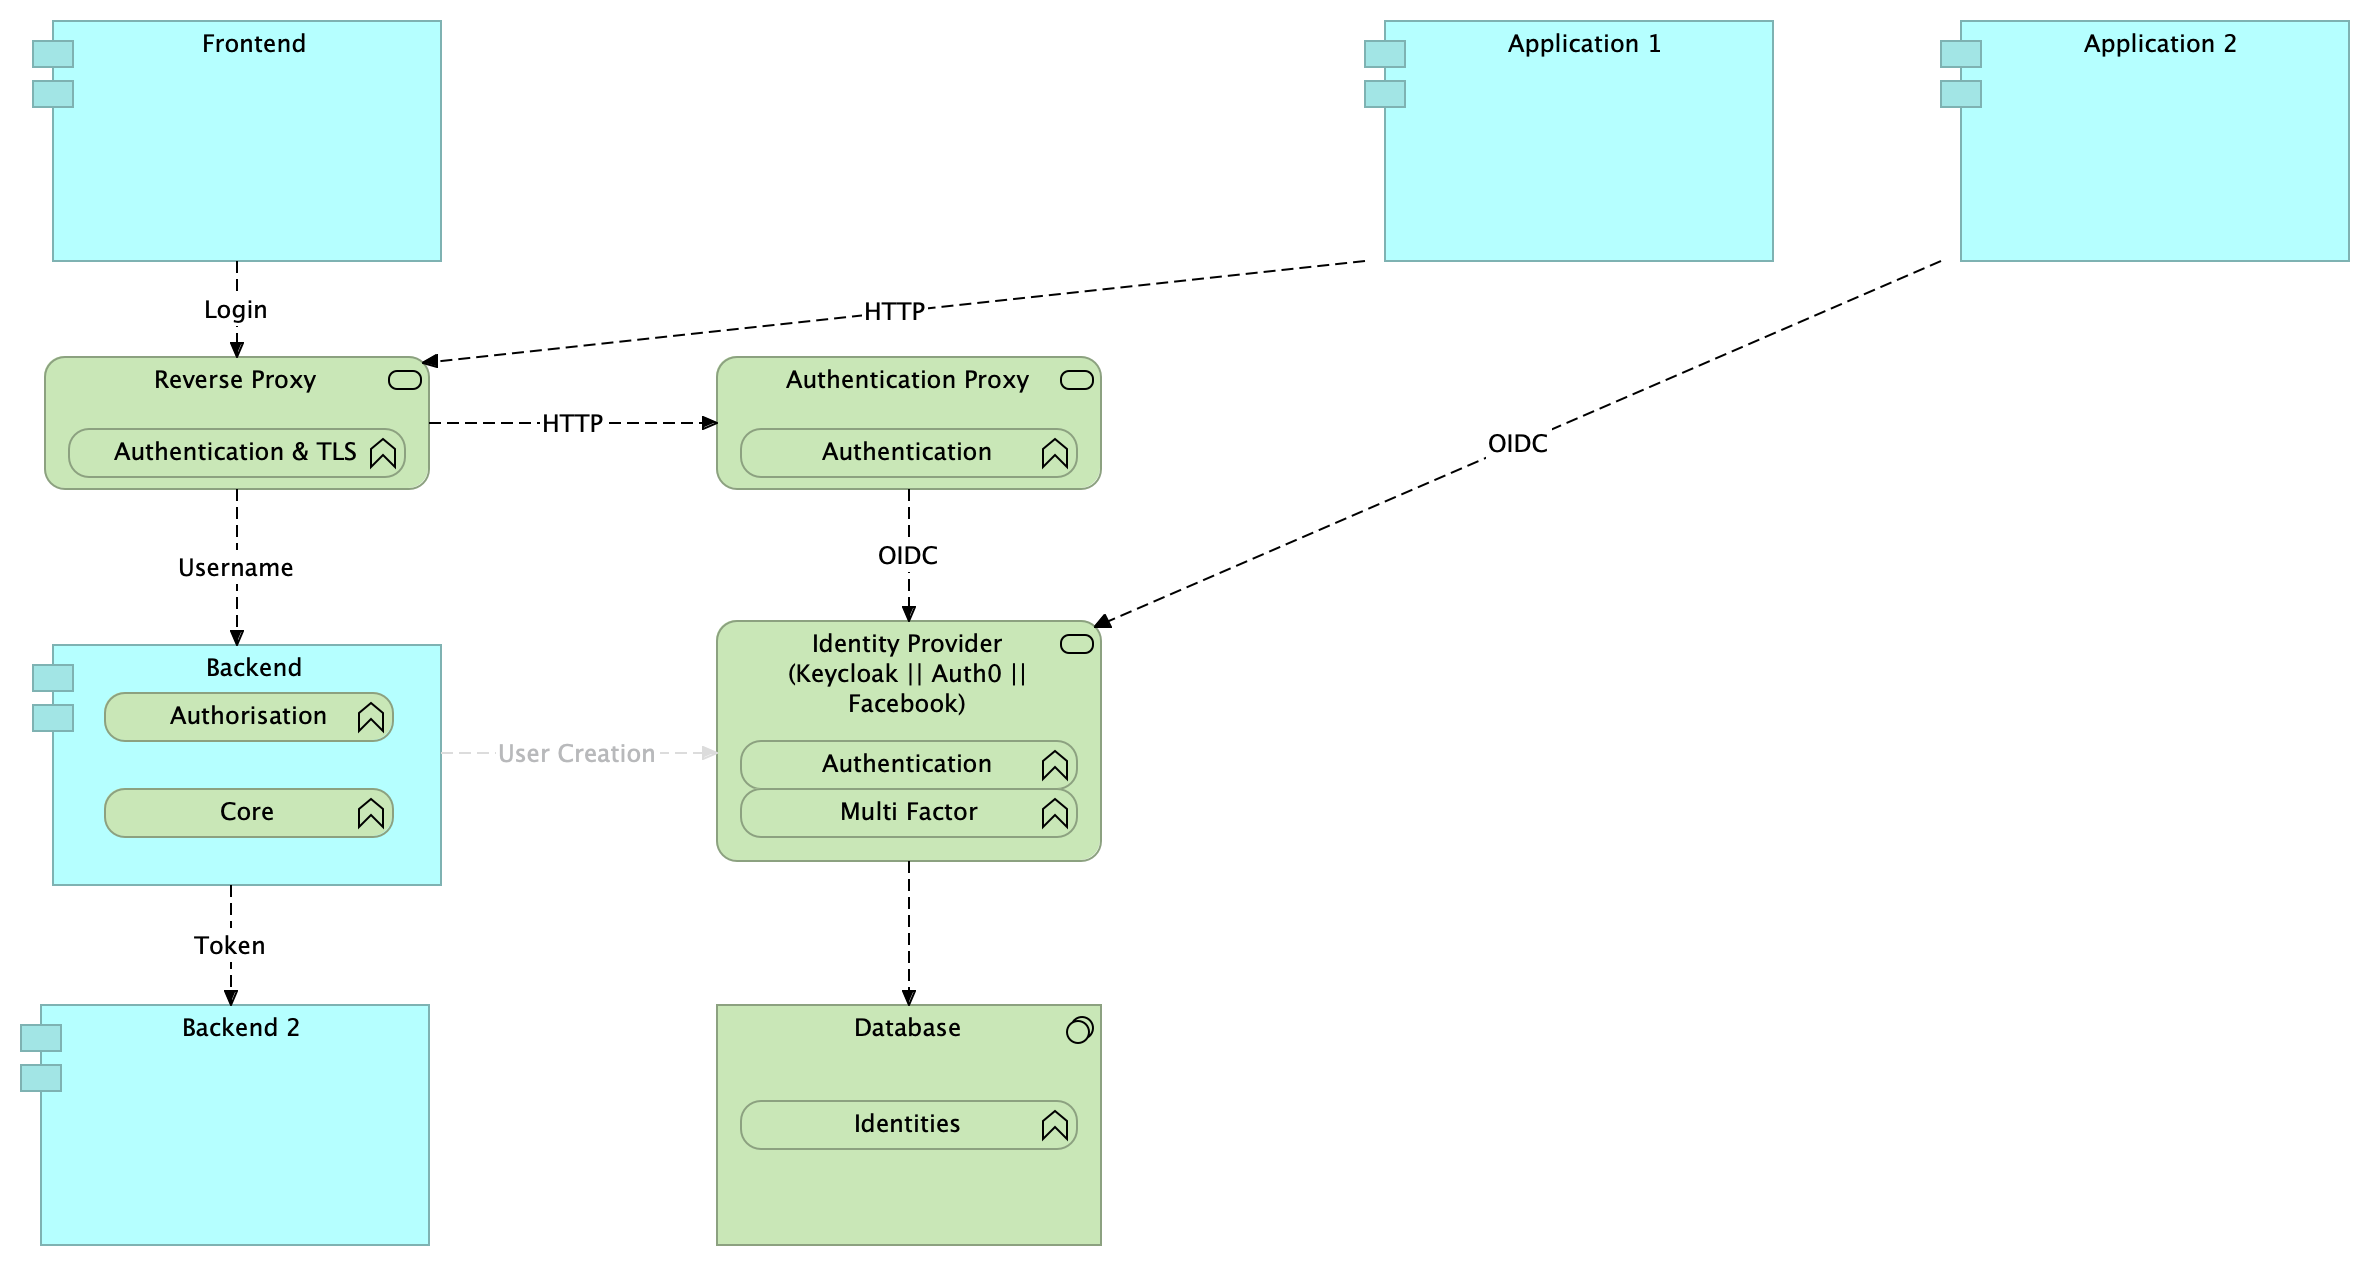 Frontend
Application 1
Application 2
Login
HTTP
Reverse Proxy
Authentication & TLS
HTTP
Authentication Proxy
Authentication
OIDC
Username
OIDC
Backend
Authorisation
Core
User Creation
Identity Provider
(Keycloak || Auth0 ||
Facebook)
Authentication
Multi Factor
Token
Backend 2
Database
Identities